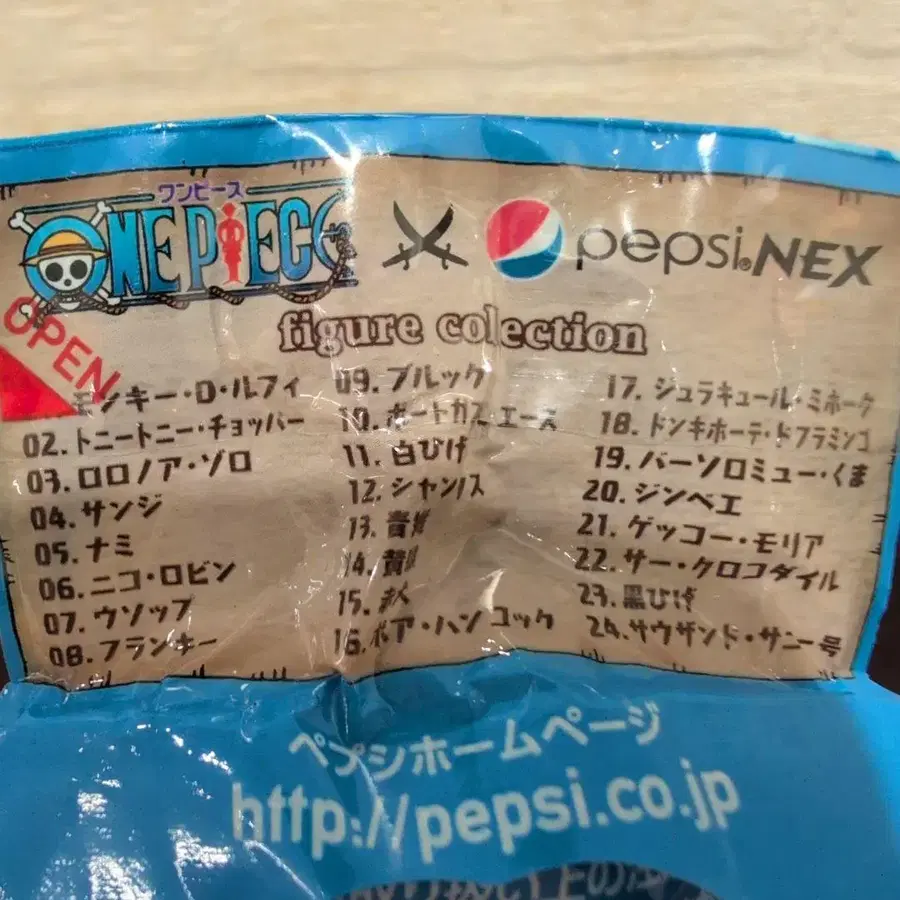 ワンピース
ONE PIECE
pepsi NEX
figure colection
OPEN
モンキー・D・ルフィ
02. トニートニー・チョッパー
03. ロロノア・ゾロ
04. サンジ
05. ナミ
06. ニコ・ロビン
07. ウソップ
08. フランキー
09. ブルック
10. ポートガス エース
11. 白ひげ
12. シャンクス
13. 青雉
14. 黄猿
15. 赤犬
16. ボア・ハンコック
17. ジュラキュール・ミホーク
18. ドンキホーテ・ドフラミンゴ
19. バーソロミュー・くま
20. ジンベエ
21. ゲッコー・モリア
22. サー・クロコダイル
23. 黒ひげ
24. サウザンド・サニー号
ペプシホームページ
http://pepsi.co.jp